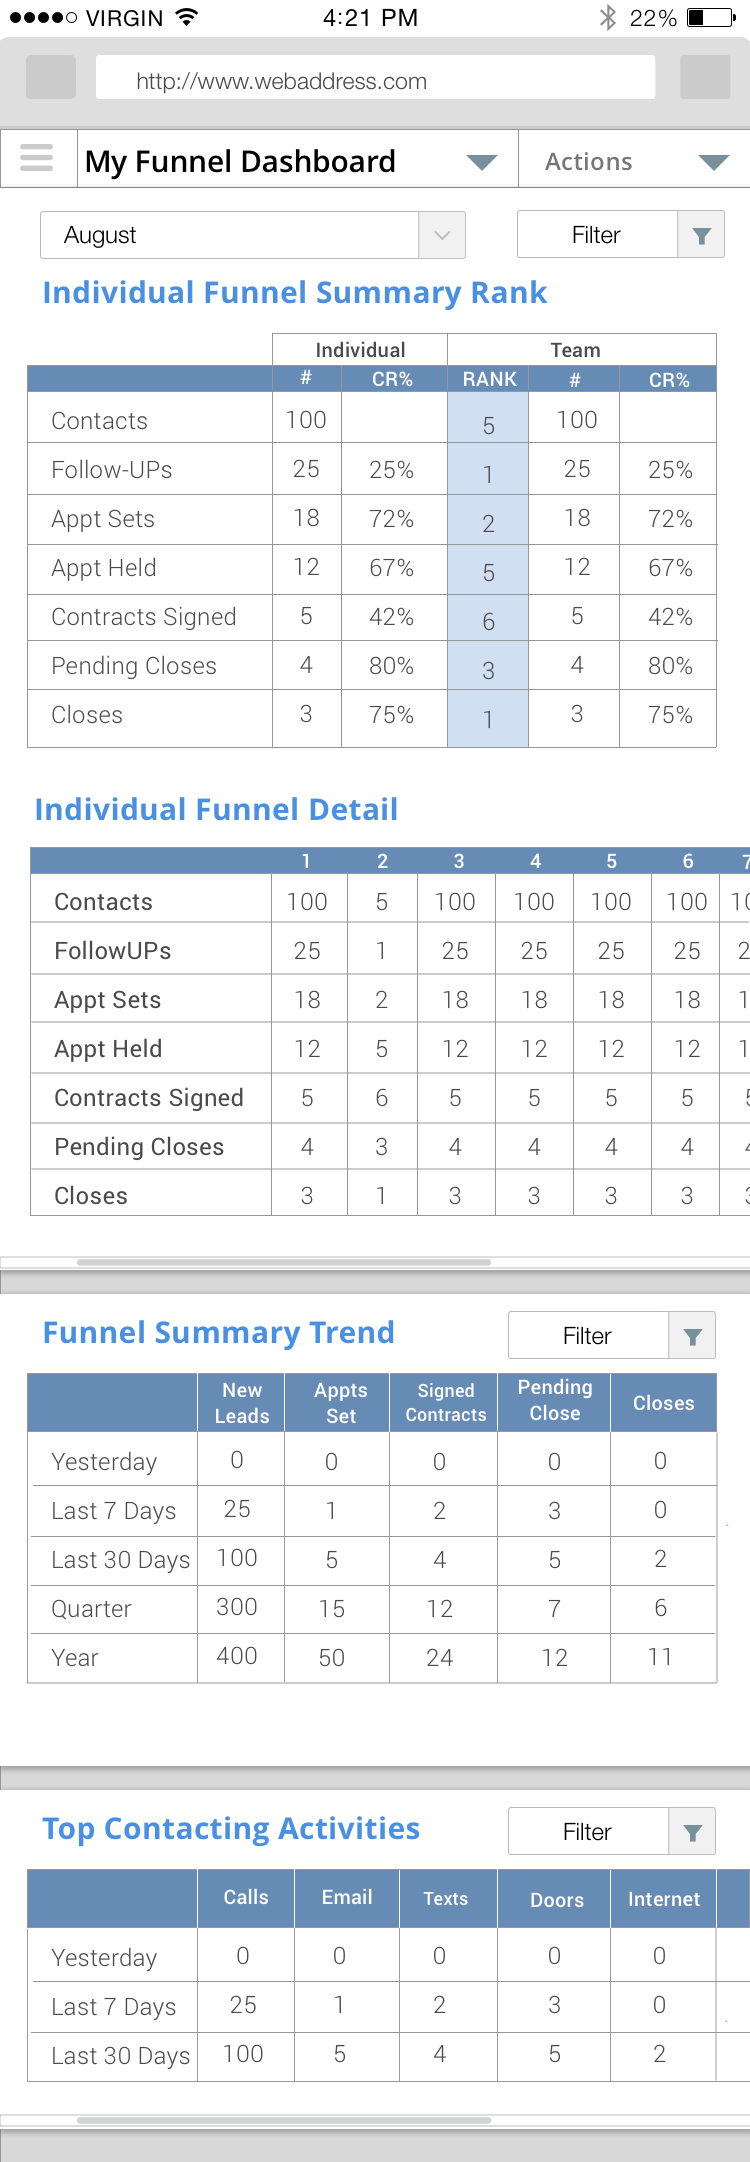 VIRGIN 4:21 PM 22%
http://www.webaddress.com
My Funnel Dashboard Actions
August Filter
Individual Funnel Summary Rank
Individual Team
# CR% RANK # CR%
Contacts 100 5 100
Follow-UPs 25 25% 1 25 25%
Appt Sets 18 72% 2 18 72%
Appt Held 12 67% 5 12 67%
Contracts Signed 5 42% 6 5 42%
Pending Closes 4 80% 3 4 80%
Closes 3 75% 1 3 75%
Individual Funnel Detail
1 2 3 4 5 6 7
Contacts 100 5 100 100 100 100
FollowUPs 25 1 25 25 25 25
Appt Sets 18 2 18 18 18 18
Appt Held 12 5 12 12 12 12
Contracts Signed 5 6 5 5 5 5
Pending Closes 4 3 4 4 4 4
Closes 3 1 3 3 3 3
Funnel Summary Trend Filter
New Appts Signed Pending Closes
Leads Set Contracts Close
Yesterday 0 0 0 0 0
Last 7 Days 25 1 2 3 0
Last 30 Days 100 5 4 5 2
Quarter 300 15 12 7 6
Year 400 50 24 12 11
Top Contacting Activities Filter
Calls Email Texts Doors Internet
Yesterday 0 0 0 0 0
Last 7 Days 25 1 2 3 0
Last 30 Days 100 5 4 5 2